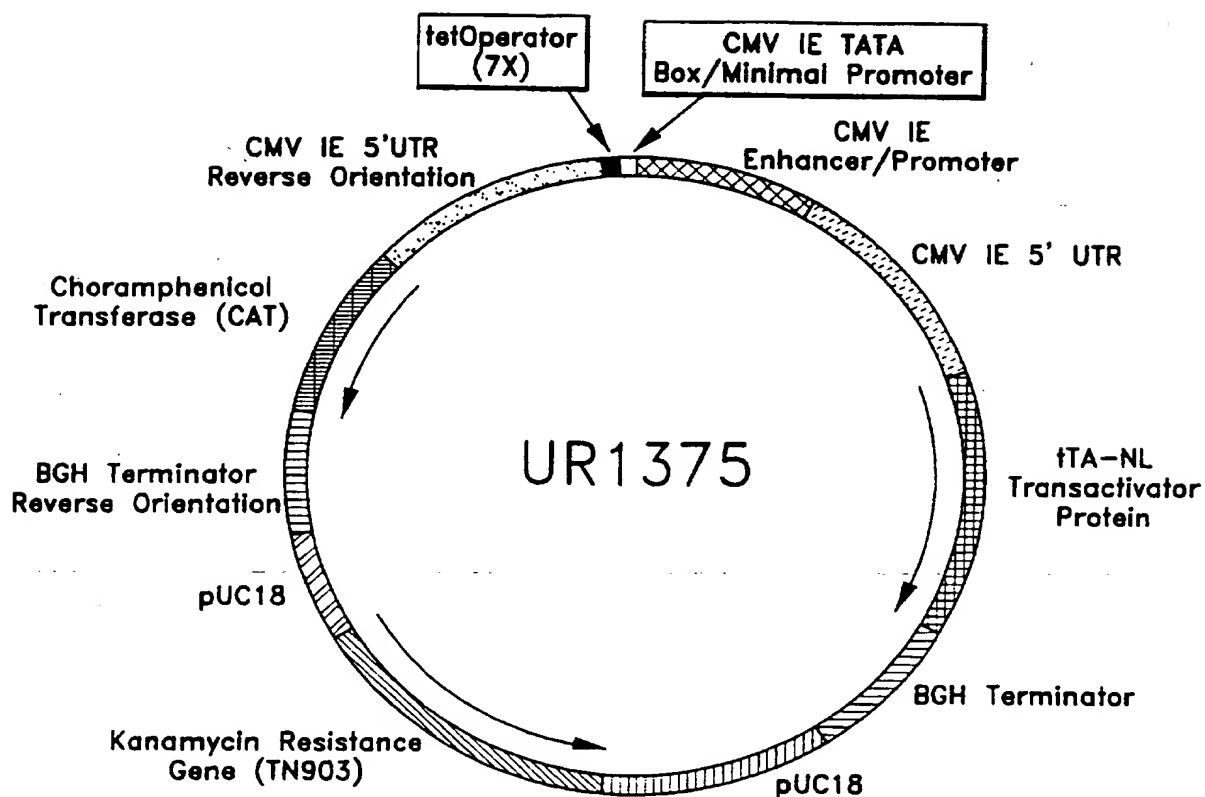 tetOperator
(7X)
CMV IE TATA
Box/Minimal Promoter
CMV IE
Enhancer/Promoter
CMV IE 5'UTR
Reverse Orientation
CMV IE 5' UTR
Choramphenicol
Transferase (CAT)
UR1375
tTA-NL
Transactivator
Protein
BGH Terminator
Reverse Orientation
pUC18
BGH Terminator
Kanamycin Resistance
Gene (TN903)
pUC18